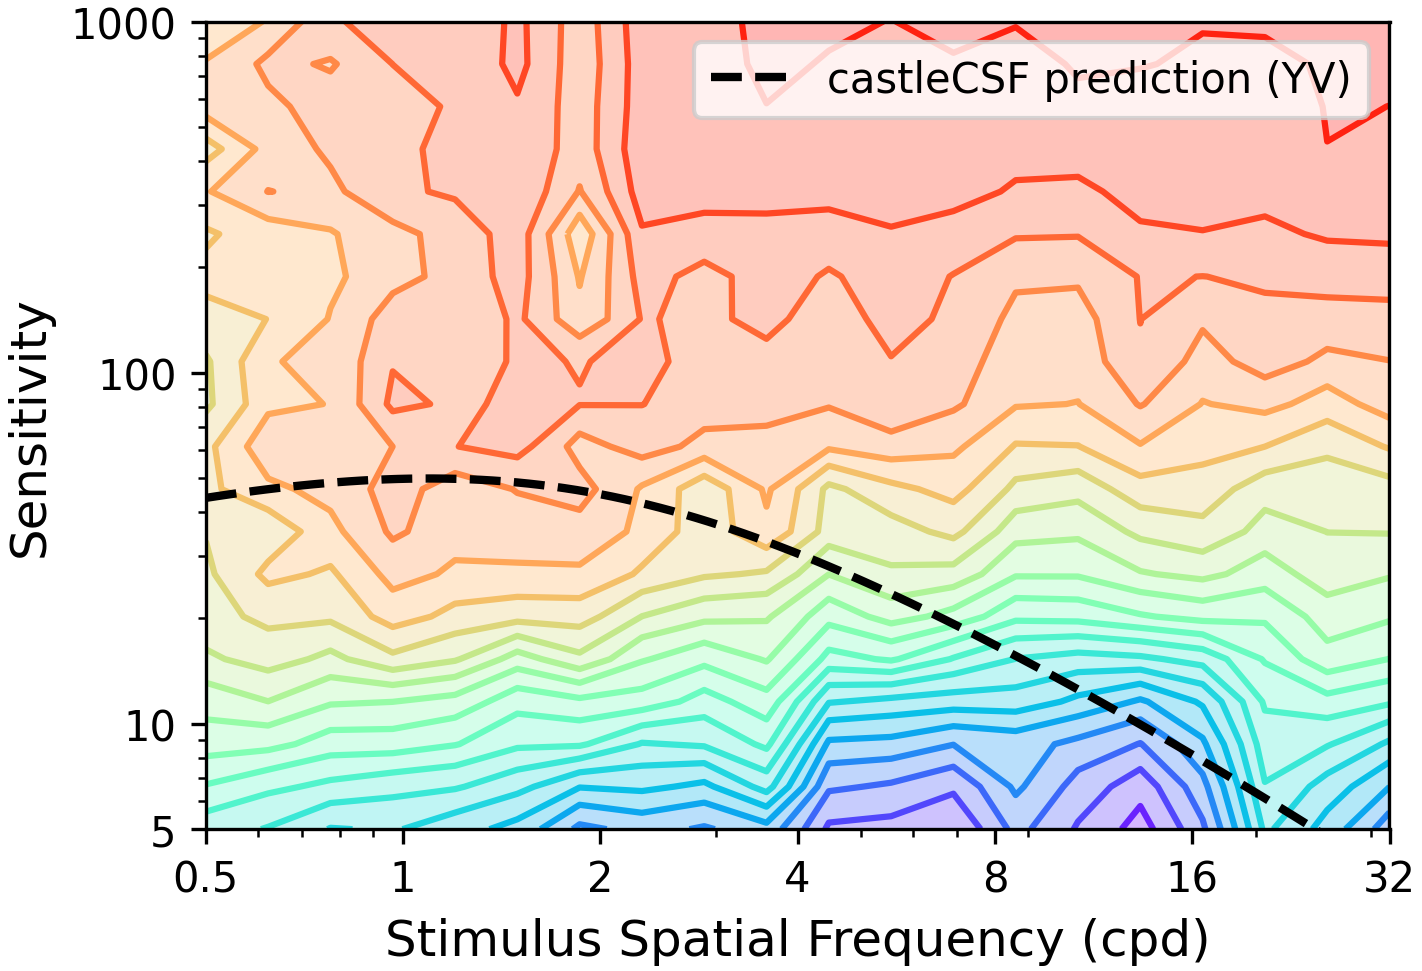 1000
100
10
5
Sensitivity
castleCSF prediction (YV)
0.5 1 2 4 8 16 32
Stimulus Spatial Frequency (cpd)